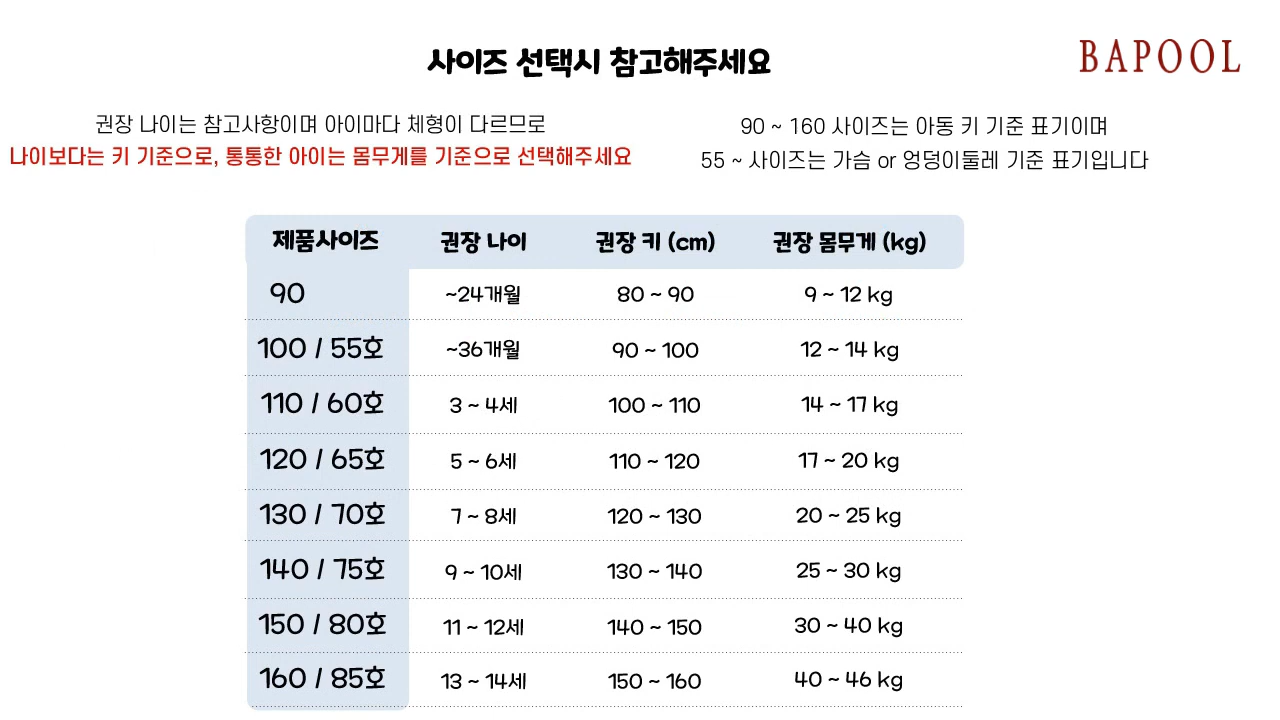 사이즈 선택시 참고해주세요
BAPOOL
권장 나이는 참고사항이며 아이마다 체형이 다르므로
나이보다는 키 기준으로, 통통한 아이는 몸무게를 기준으로 선택해주세요
90 ~ 160 사이즈는 아동 키 기준 표기이며
55 ~ 사이즈는 가슴 or 엉덩이둘레 기준 표기입니다
제품사이즈 권장 나이 권장 키 (cm) 권장 몸무게 (kg)
90 ~24개월 80 ~ 90 9 ~ 12 kg
100 / 55호 ~36개월 90 ~ 100 12 ~ 14 kg
110 / 60호 3 ~ 4세 100 ~ 110 14 ~ 17 kg
120 / 65호 5 ~ 6세 110 ~ 120 17 ~ 20 kg
130 / 70호 7 ~ 8세 120 ~ 130 20 ~ 25 kg
140 / 75호 9 ~ 10세 130 ~ 140 25 ~ 30 kg
150 / 80호 11 ~ 12세 140 ~ 150 30 ~ 40 kg
160 / 85호 13 ~ 14세 150 ~ 160 40 ~ 46 kg